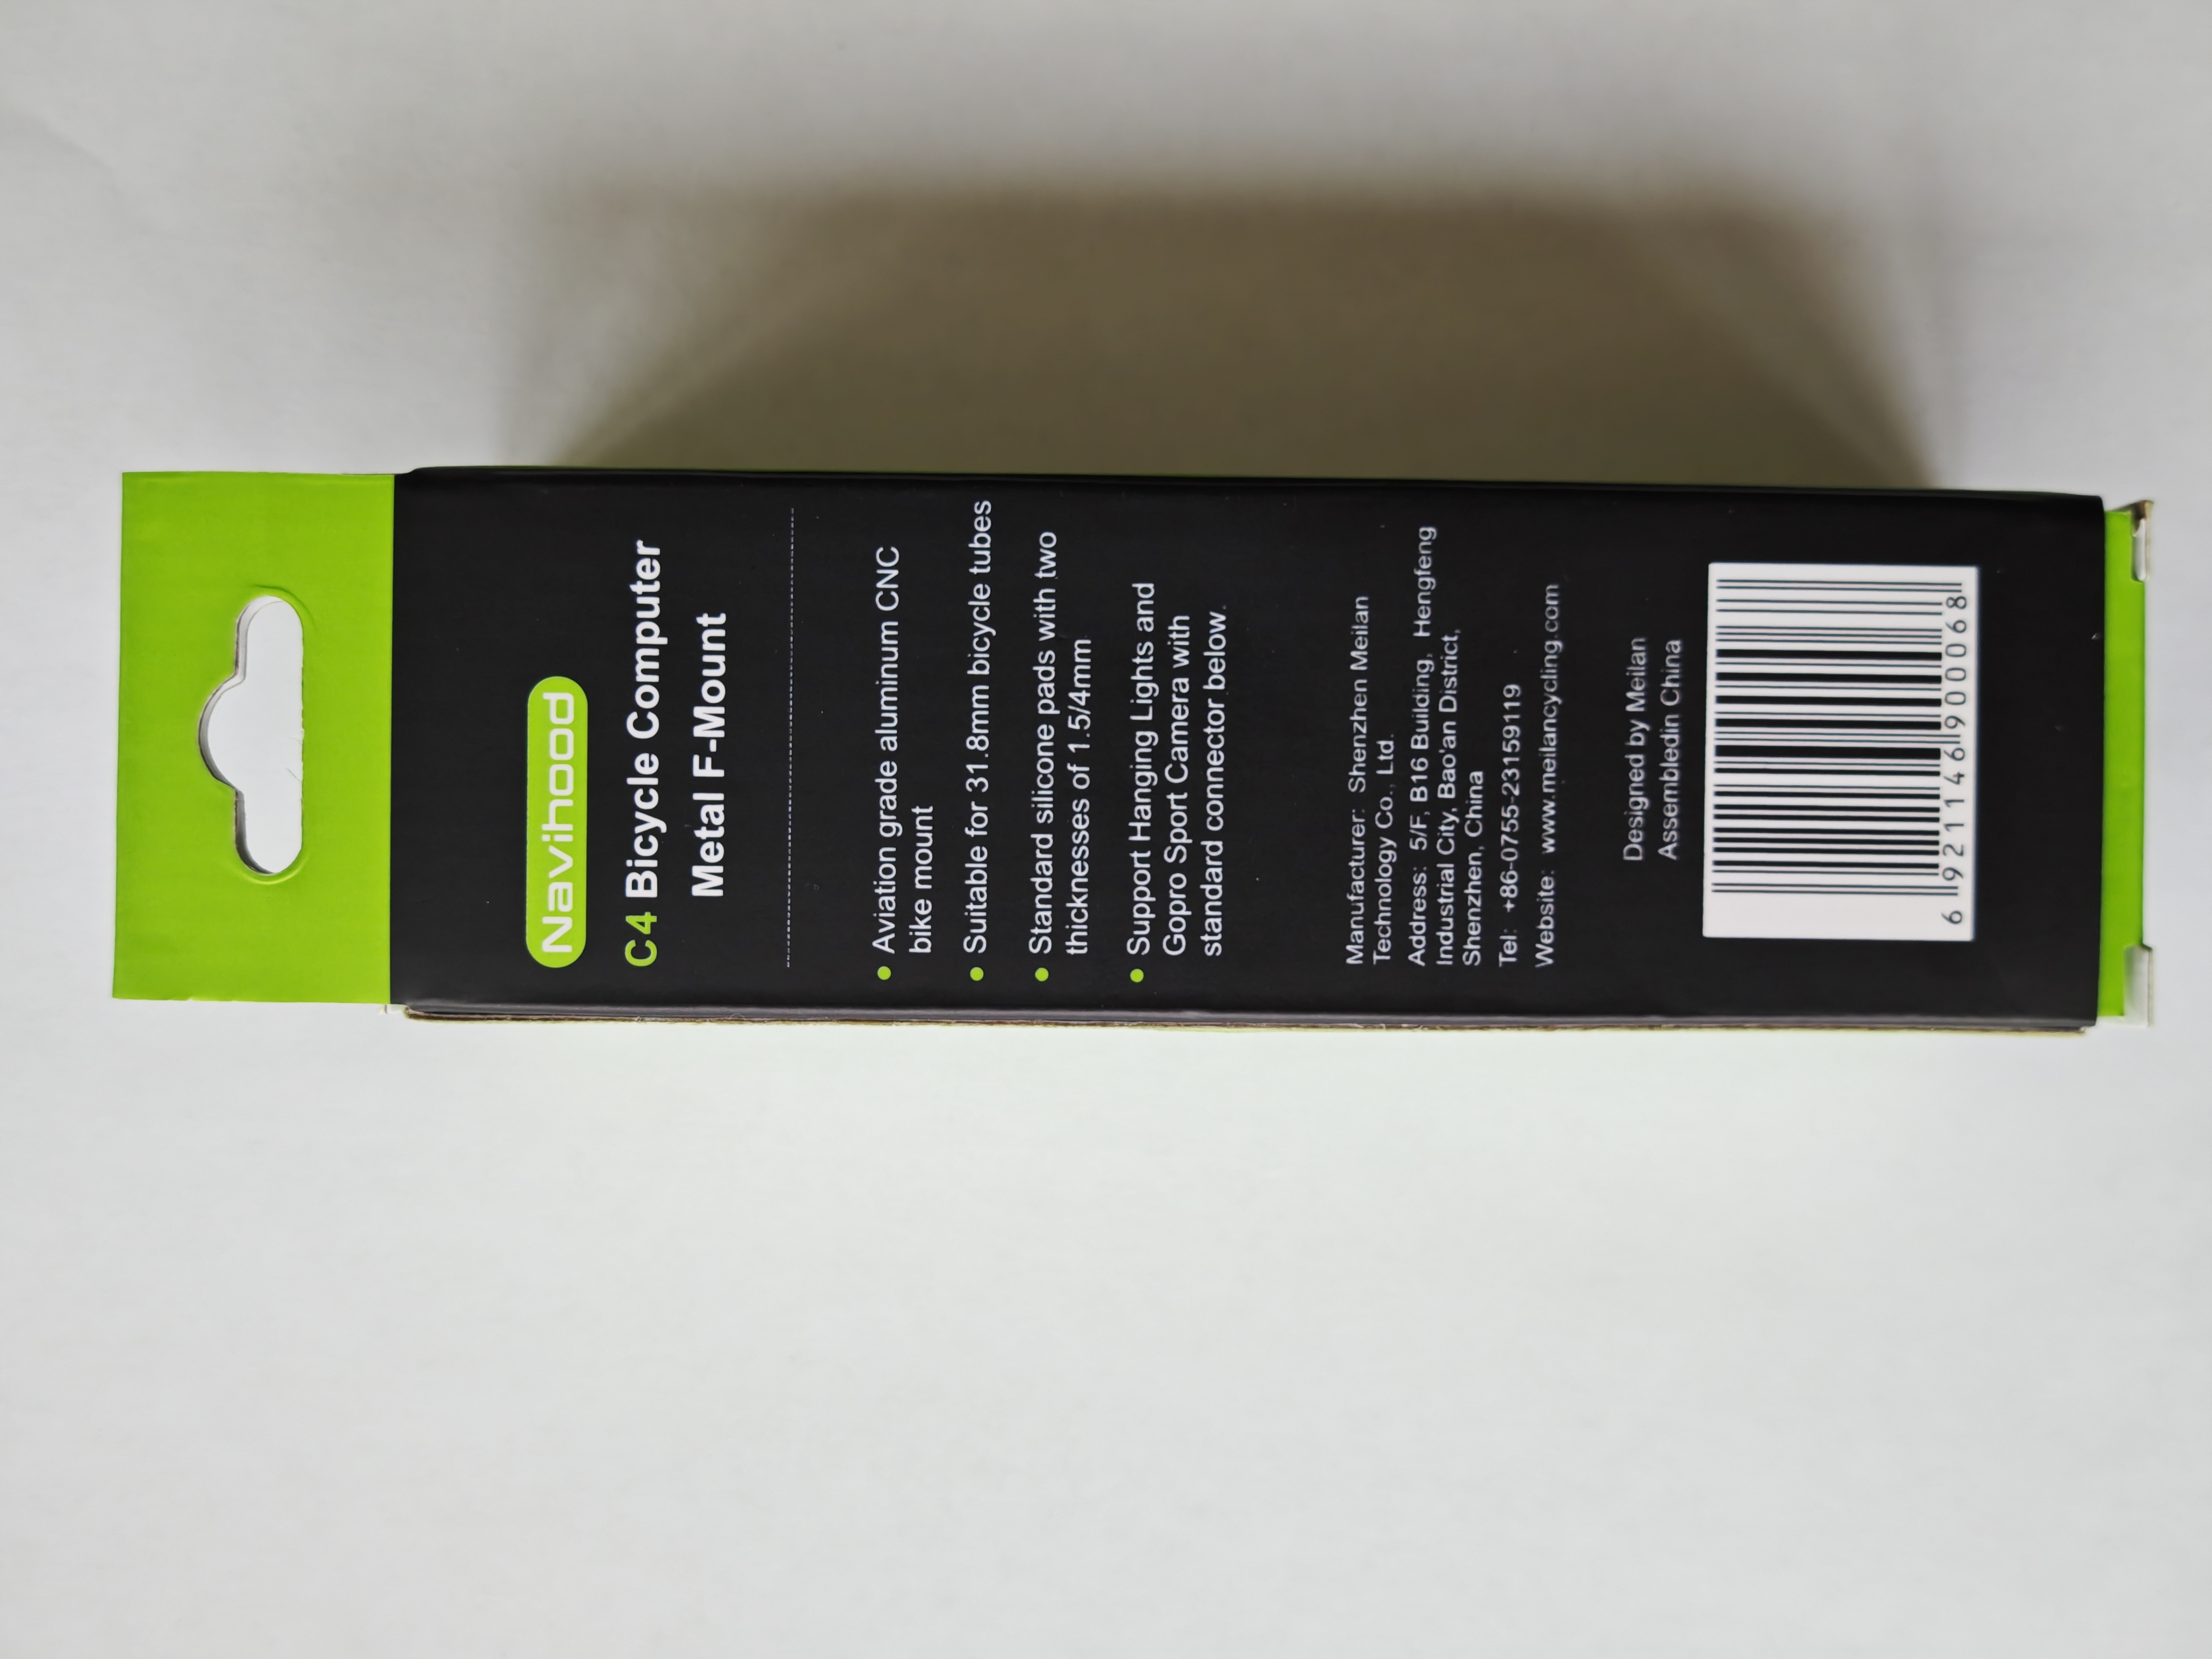 Navihood
C4 Bicycle Computer
Metal F-Mount
● Aviation grade aluminum CNC
bike mount
● Suitable for 31.8mm bicycle tubes
● Standard silicone pads with two
thicknesses of 1.5/4mm
● Support Hanging Lights and
Gopro Sport Camera with
standard connector below.
Manufacturer: Shenzhen Meilan
Technology Co., Ltd.
Address: 5/F, B16 Building, Hengfeng
Industrial City, Bao'an District,
Shenzhen, China
Tel: +86-0755-23159119
Website: www.meilancycling.com
Designed by Meilan
Assembledin China
6 921146 900068